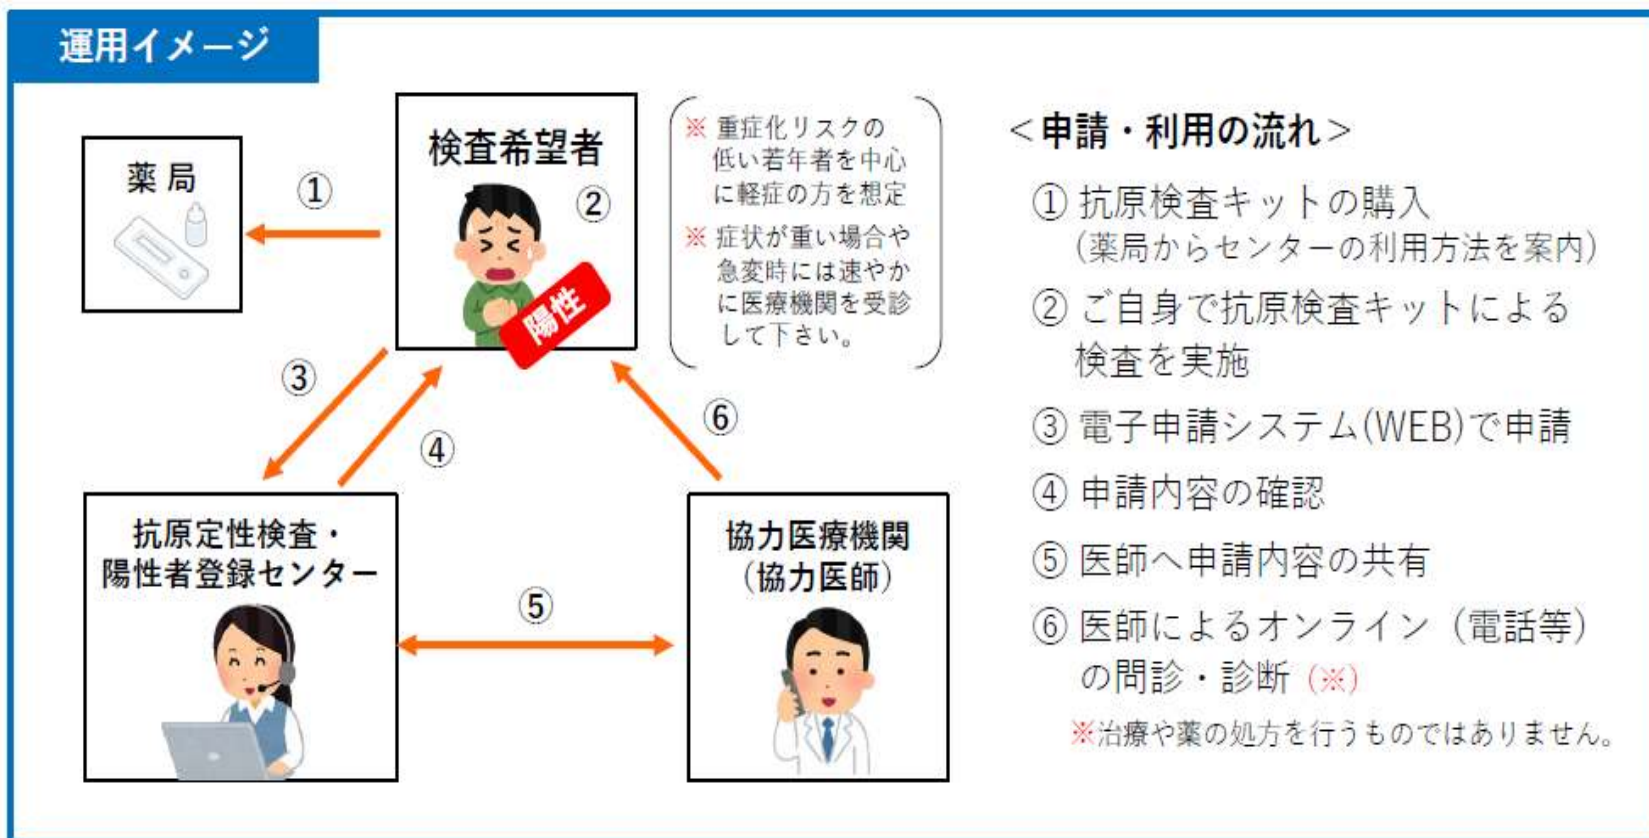 運用イメージ
薬局
①
検査希望者
②
陽性
※ 重症化リスクの
低い若年者を中心
に軽症の方を想定
※ 症状が重い場合や
急変時には速やか
に医療機関を受診
して下さい。
③
④
⑥
抗原定性検査・
陽性者登録センター
⑤
協力医療機関
（協力医師）
＜申請・利用の流れ＞
① 抗原検査キットの購入
（薬局からセンターの利用方法を案内）
② ご自身で抗原検査キットによる
検査を実施
③ 電子申請システム(WEB)で申請
④ 申請内容の確認
⑤ 医師へ申請内容の共有
⑥ 医師によるオンライン（電話等）
の問診・診断（※）
※治療や薬の処方を行うものではありません。